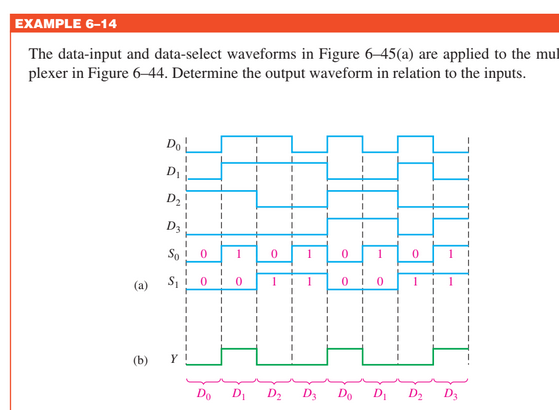 EXAMPLE 6–14
The data-input and data-select waveforms in Figure 6–45(a) are applied to the mul
plexer in Figure 6–44. Determine the output waveform in relation to the inputs.
D0
D1
D2
D3
S0 0 1 0 1 0 1 0 1
(a) S1 0 0 1 1 0 0 1 1
(b) Y
D0 D1 D2 D3 D0 D1 D2 D3